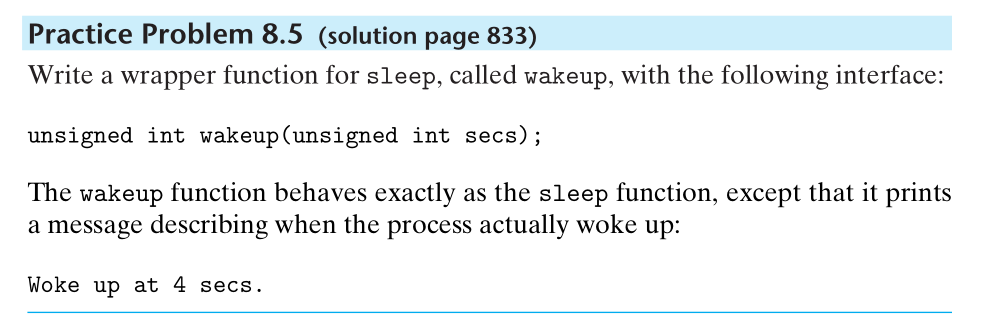 Practice Problem 8.5 (solution page 833)
Write a wrapper function for sleep, called wakeup, with the following interface:
unsigned int wakeup(unsigned int secs);
The wakeup function behaves exactly as the sleep function, except that it prints
a message describing when the process actually woke up:
Woke up at 4 secs.